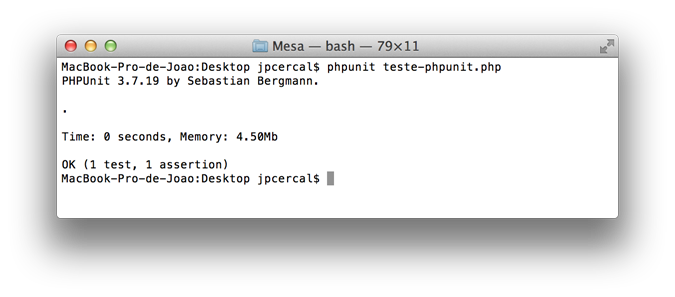 Mesa — bash — 79×11
MacBook-Pro-de-Joao:Desktop jpcercal$ phpunit teste-phpunit.php
PHPUnit 3.7.19 by Sebastian Bergmann.
.
Time: 0 seconds, Memory: 4.50Mb
OK (1 test, 1 assertion)
MacBook-Pro-de-Joao:Desktop jpcercal$